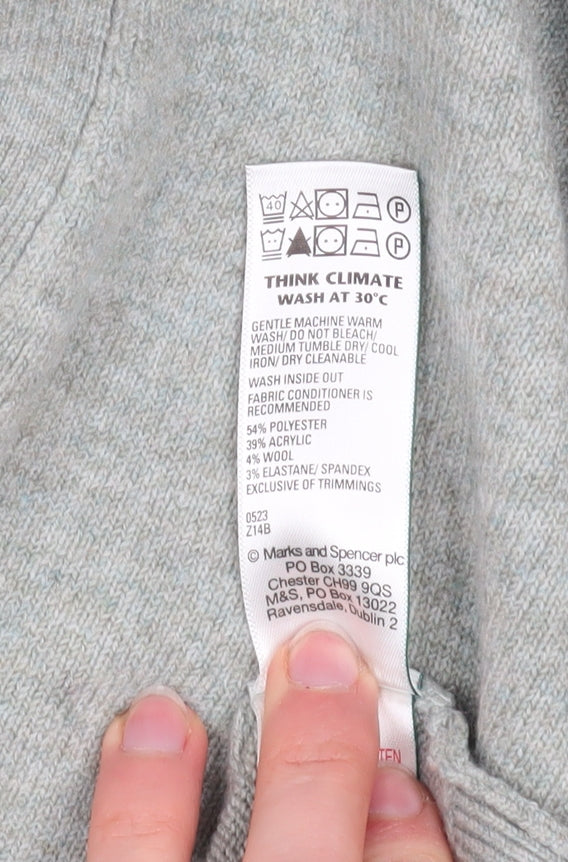 40 P
P
THINK CLIMATE
WASH AT 30°C
GENTLE MACHINE WARM
WASH/ DO NOT BLEACH/
MEDIUM TUMBLE DRY/ COOL
IRON/ DRY CLEANABLE
WASH INSIDE OUT
FABRIC CONDITIONER IS
RECOMMENDED
54% POLYESTER
39% ACRYLIC
4% WOOL
3% ELASTANE/ SPANDEX
EXCLUSIVE OF TRIMMINGS
0523
Z14B
© Marks and Spencer plc
PO Box 3339
Chester CH99 9QS
M&S, PO Box 13022
Ravensdale, Dublin 2